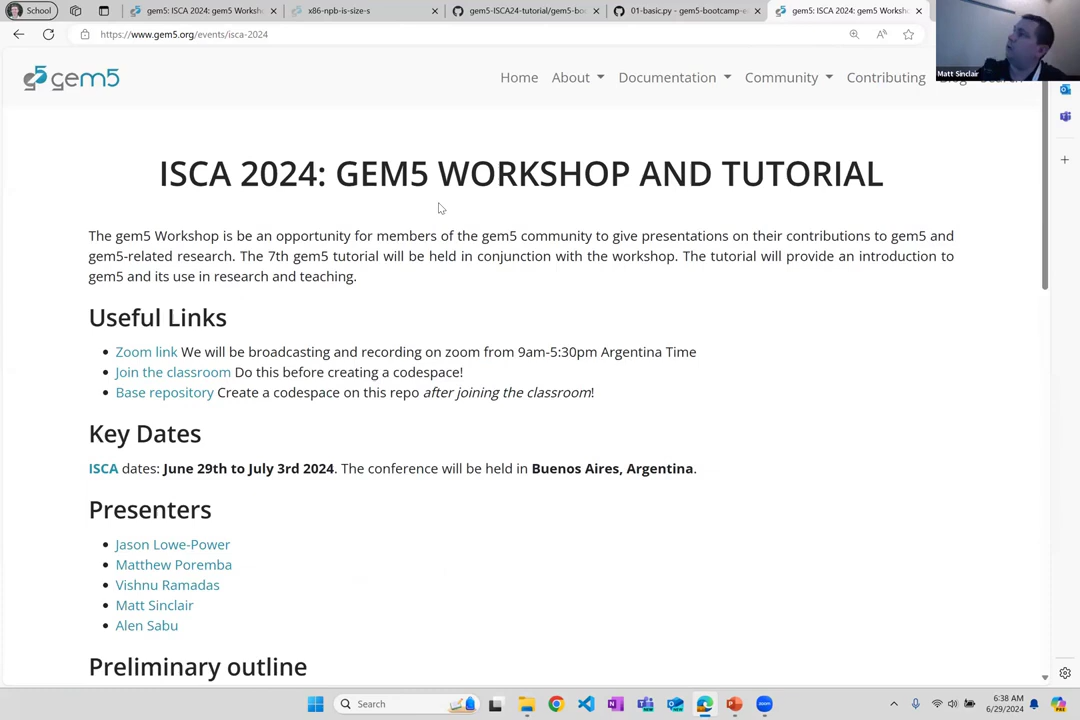 School
gem5: ISCA 2024: gem5 Worksh
x86-npb-is-size-s
gem5-ISCA24-tutorial/gem5-bo
01-basic.py - gem5-bootcamp-e
gem5: ISCA 2024: gem5 Worksh
https://www.gem5.org/events/isca-2024
Matt Sinclair
gem5
Home
About
Documentation
Community
Contributing
ISCA 2024: GEM5 WORKSHOP AND TUTORIAL
The gem5 Workshop is be an opportunity for members of the gem5 community to give presentations on their contributions to gem5 and
gem5-related research. The 7th gem5 tutorial will be held in conjunction with the workshop. The tutorial will provide an introduction to
gem5 and its use in research and teaching.
Useful Links
Zoom link We will be broadcasting and recording on zoom from 9am-5:30pm Argentina Time
Join the classroom Do this before creating a codespace!
Base repository Create a codespace on this repo after joining the classroom!
Key Dates
ISCA dates: June 29th to July 3rd 2024. The conference will be held in Buenos Aires, Argentina.
Presenters
Jason Lowe-Power
Matthew Poremba
Vishnu Ramadas
Matt Sinclair
Alen Sabu
Preliminary outline
Search
6:38 AM
6/29/2024